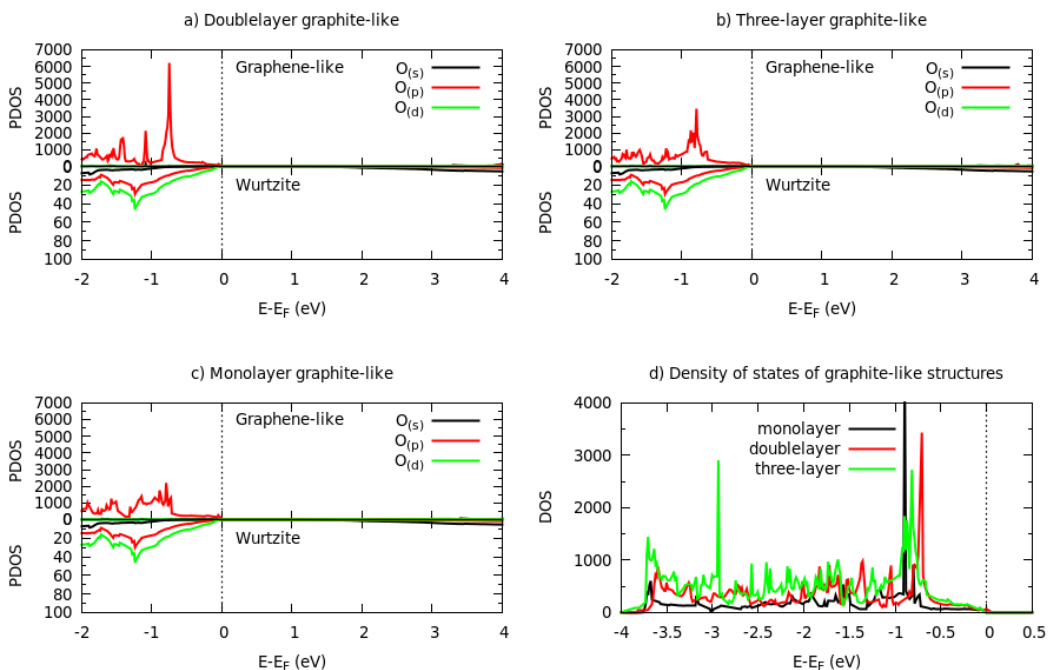 a) Doublelayer graphite-like
7000
6000
5000
4000
3000
2000
1000
0
20
40
60
80
100
PDOS
PDOS
Graphene-like
Wurtzite
O(s)
O(p)
O(d)
-2 -1 0 1 2 3 4
E-EF (eV)
b) Three-layer graphite-like
7000
6000
5000
4000
3000
2000
1000
0
20
40
60
80
100
PDOS
PDOS
Graphene-like
Wurtzite
O(s)
O(p)
O(d)
-2 -1 0 1 2 3 4
E-EF (eV)
c) Monolayer graphite-like
7000
6000
5000
4000
3000
2000
1000
0
20
40
60
80
100
PDOS
PDOS
Graphene-like
Wurtzite
O(s)
O(p)
O(d)
-2 -1 0 1 2 3 4
E-EF (eV)
d) Density of states of graphite-like structures
4000
3000
2000
1000
0
DOS
monolayer
doublelayer
three-layer
-4 -3.5 -3 -2.5 -2 -1.5 -1 -0.5 0 0.5
E-EF (eV)